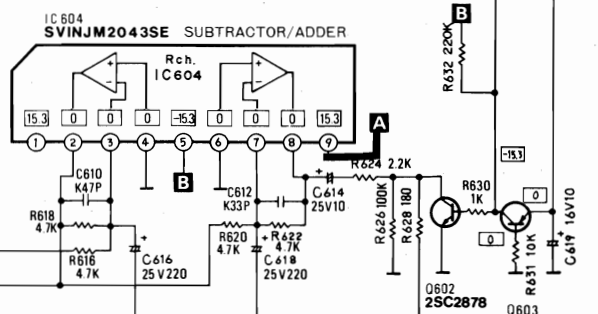 IC604
SVINJM2043SE SUBTRACTOR/ADDER
B
R632 220K
Rch.
IC604
15.3 0 0 0 -15.3 0 0 0 15.3
1 2 3 4 5 6 7 8 9
A
B
-15.3
C610
K47P
C612
K33P
C614
25V10
R624 2.2K
R626 100K
R628 180
R630
1K
0
0
R618
4.7K
R616
4.7K
C616
25V220
R620
4.7K
R622
4.7K
C618
25V220
R631 10K
C619 16V10
Q602
2SC2878
Q603